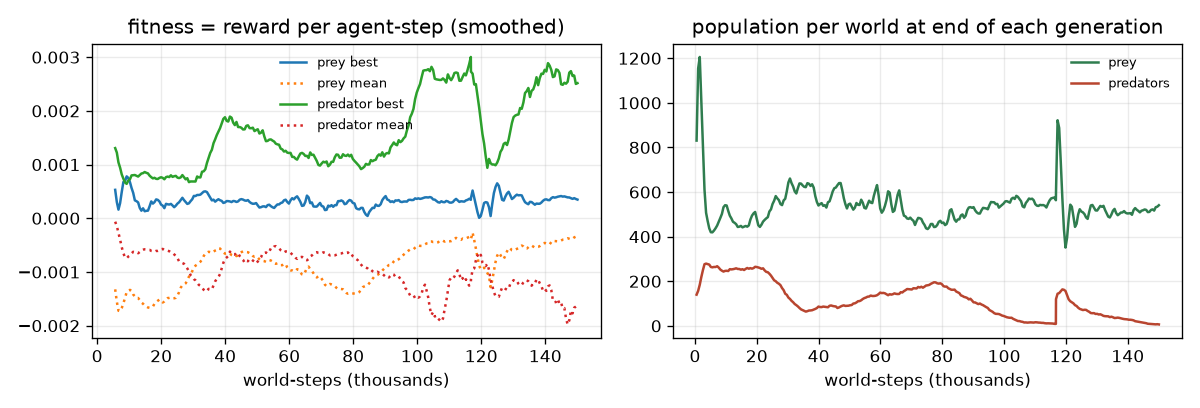 fitness = reward per agent-step (smoothed)
0.003
0.002
0.001
0.000
−0.001
−0.002
prey best
prey mean
predator best
predator mean
0 20 40 60 80 100 120 140
world-steps (thousands)
population per world at end of each generation
1200
1000
800
600
400
200
0
prey
predators
0 20 40 60 80 100 120 140
world-steps (thousands)